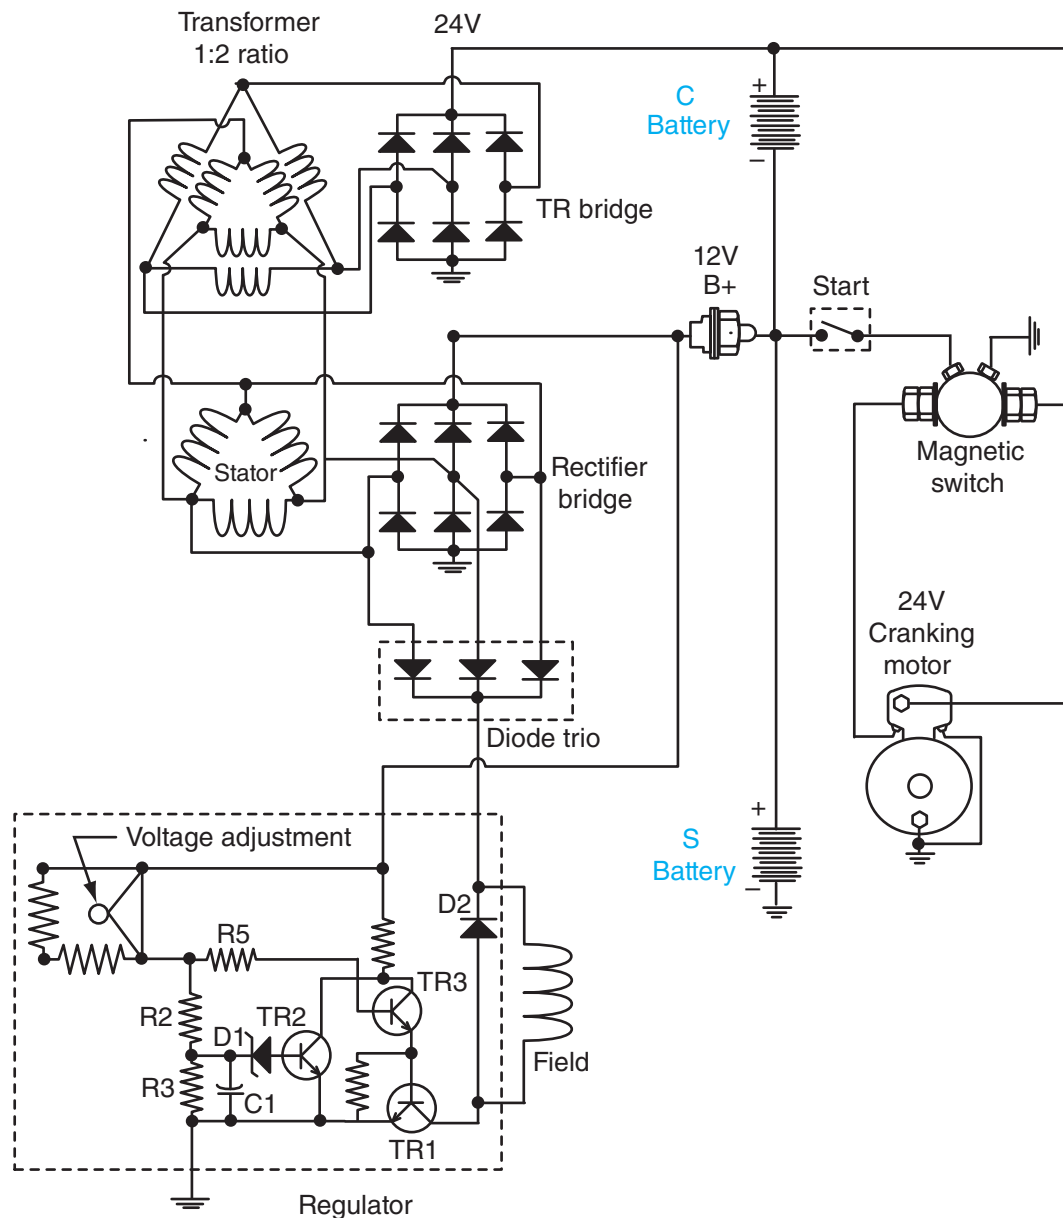 Transformer
1:2 ratio
24V
C
Battery
+
−
TR bridge
12V
B+
Start
Magnetic
switch
Stator
Rectifier
bridge
24V
Cranking
motor
Diode trio
S
Battery
+
−
Voltage adjustment
D2
R5
TR3
R2
D1
TR2
R3
C1
TR1
Field
Regulator